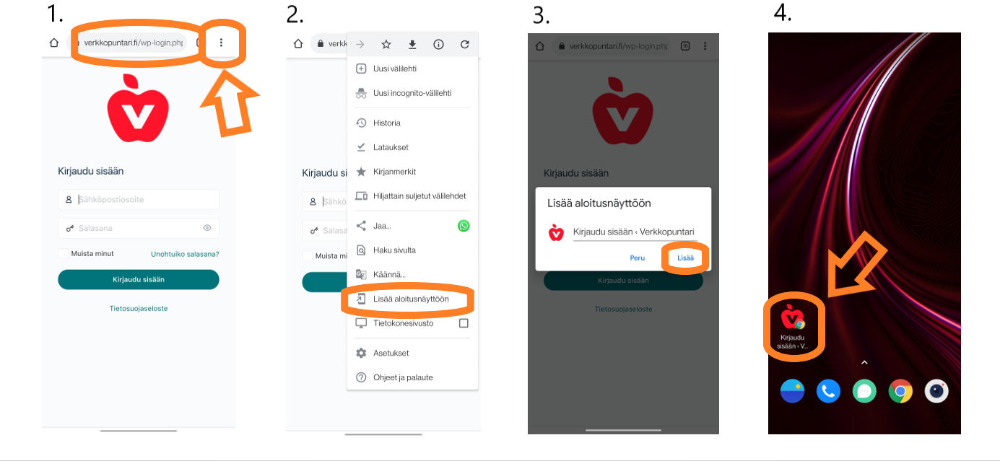 1.
verkkopuntari.fi/wp-login.php
V
Kirjaudu sisään
Sähköpostiosoite
Salasana
Muista minut
Unohtuiko salasana?
Kirjaudu sisään
Tietosuojaseloste
2.
verkk
Kirjaudu si
Sähkö
Salasa
Muista mi
Uusi välilehti
Uusi incognito-välilehti
Historia
Lataukset
Kirjanmerkit
Hiljattain suljetut välilehdet
Jaa...
Haku sivulta
Käännä...
Lisää aloitusnäyttöön
Tietokonesivusto
Asetukset
Ohjeet ja palaute
3.
verkkopuntari.fi/wp-login.php
16
V
Kirjaudu sisään
Lisää aloitusnäyttöön
Kirjaudu sisään ‹ Verkkopuntari
Peru
Lisää
Kirjaudu sisään
Tietosuojaseloste
4.
Kirjaudu
sisään ‹ V...